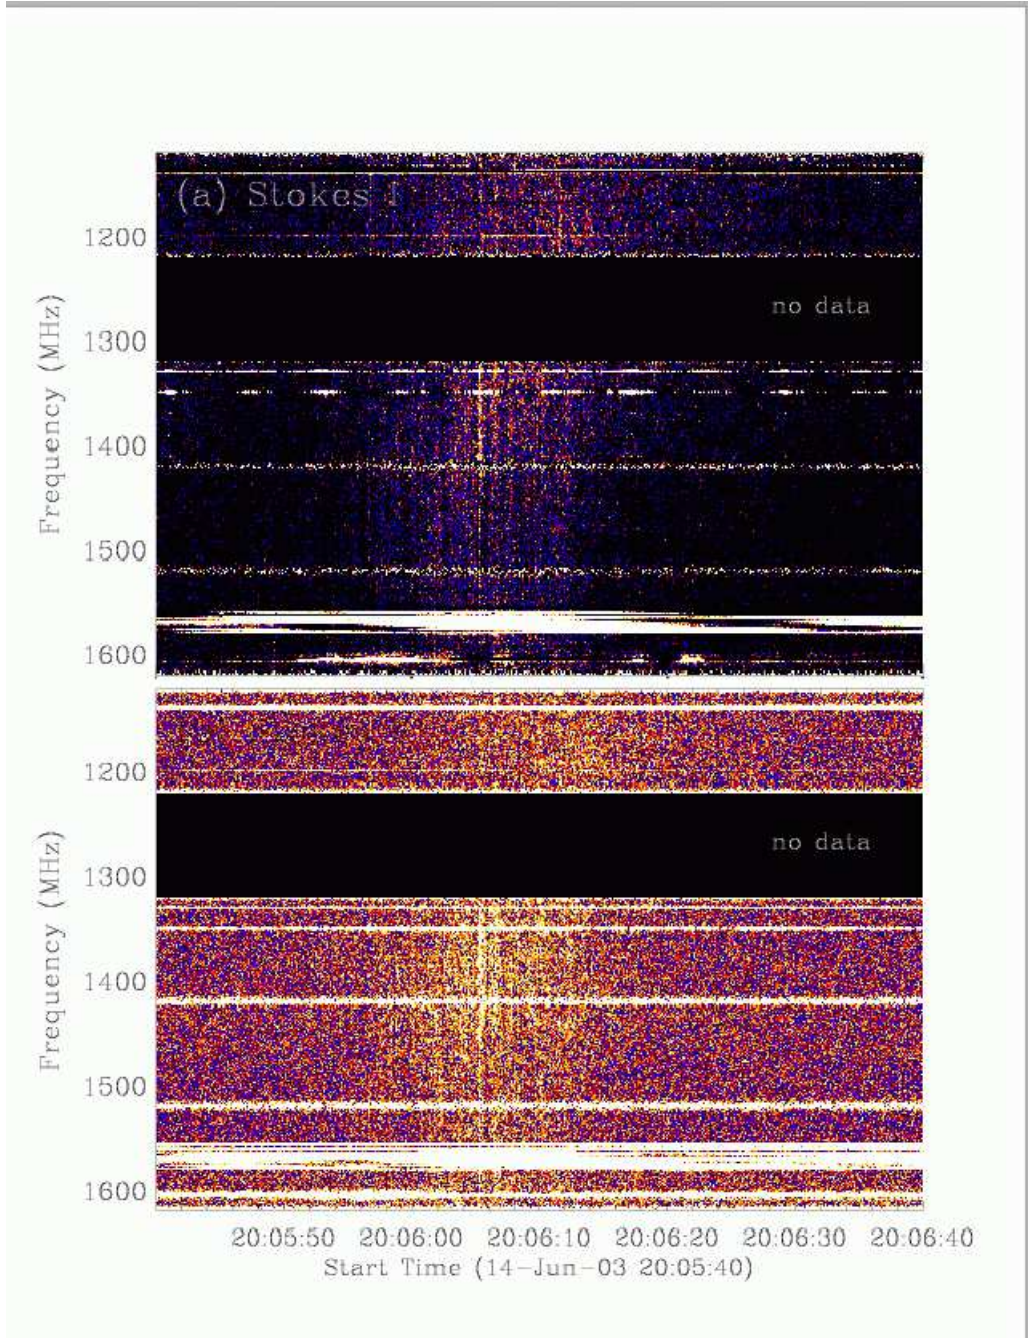 (a) Stokes I
1200
no data
1300
1400
1500
1600
Frequency (MHz)
1200
no data
1300
1400
1500
1600
Frequency (MHz)
20:05:50 20:06:00 20:06:10 20:06:20 20:06:30 20:06:40
Start Time (14-Jun-03 20:05:40)